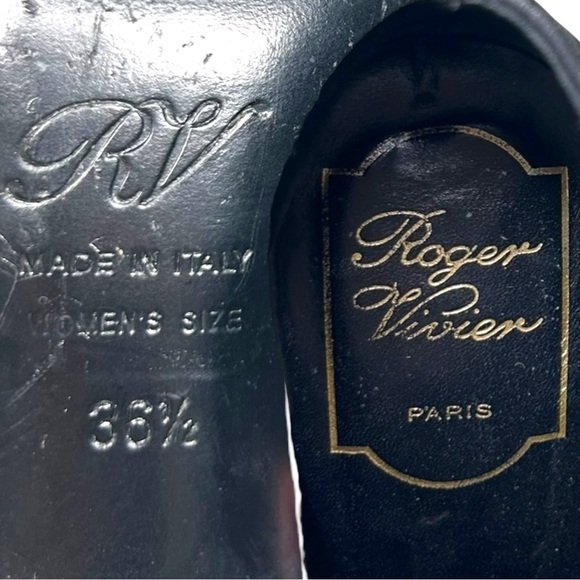 RV
MADE IN ITALY
WOMEN'S SIZE
36½
Roger
Vivier
PARIS